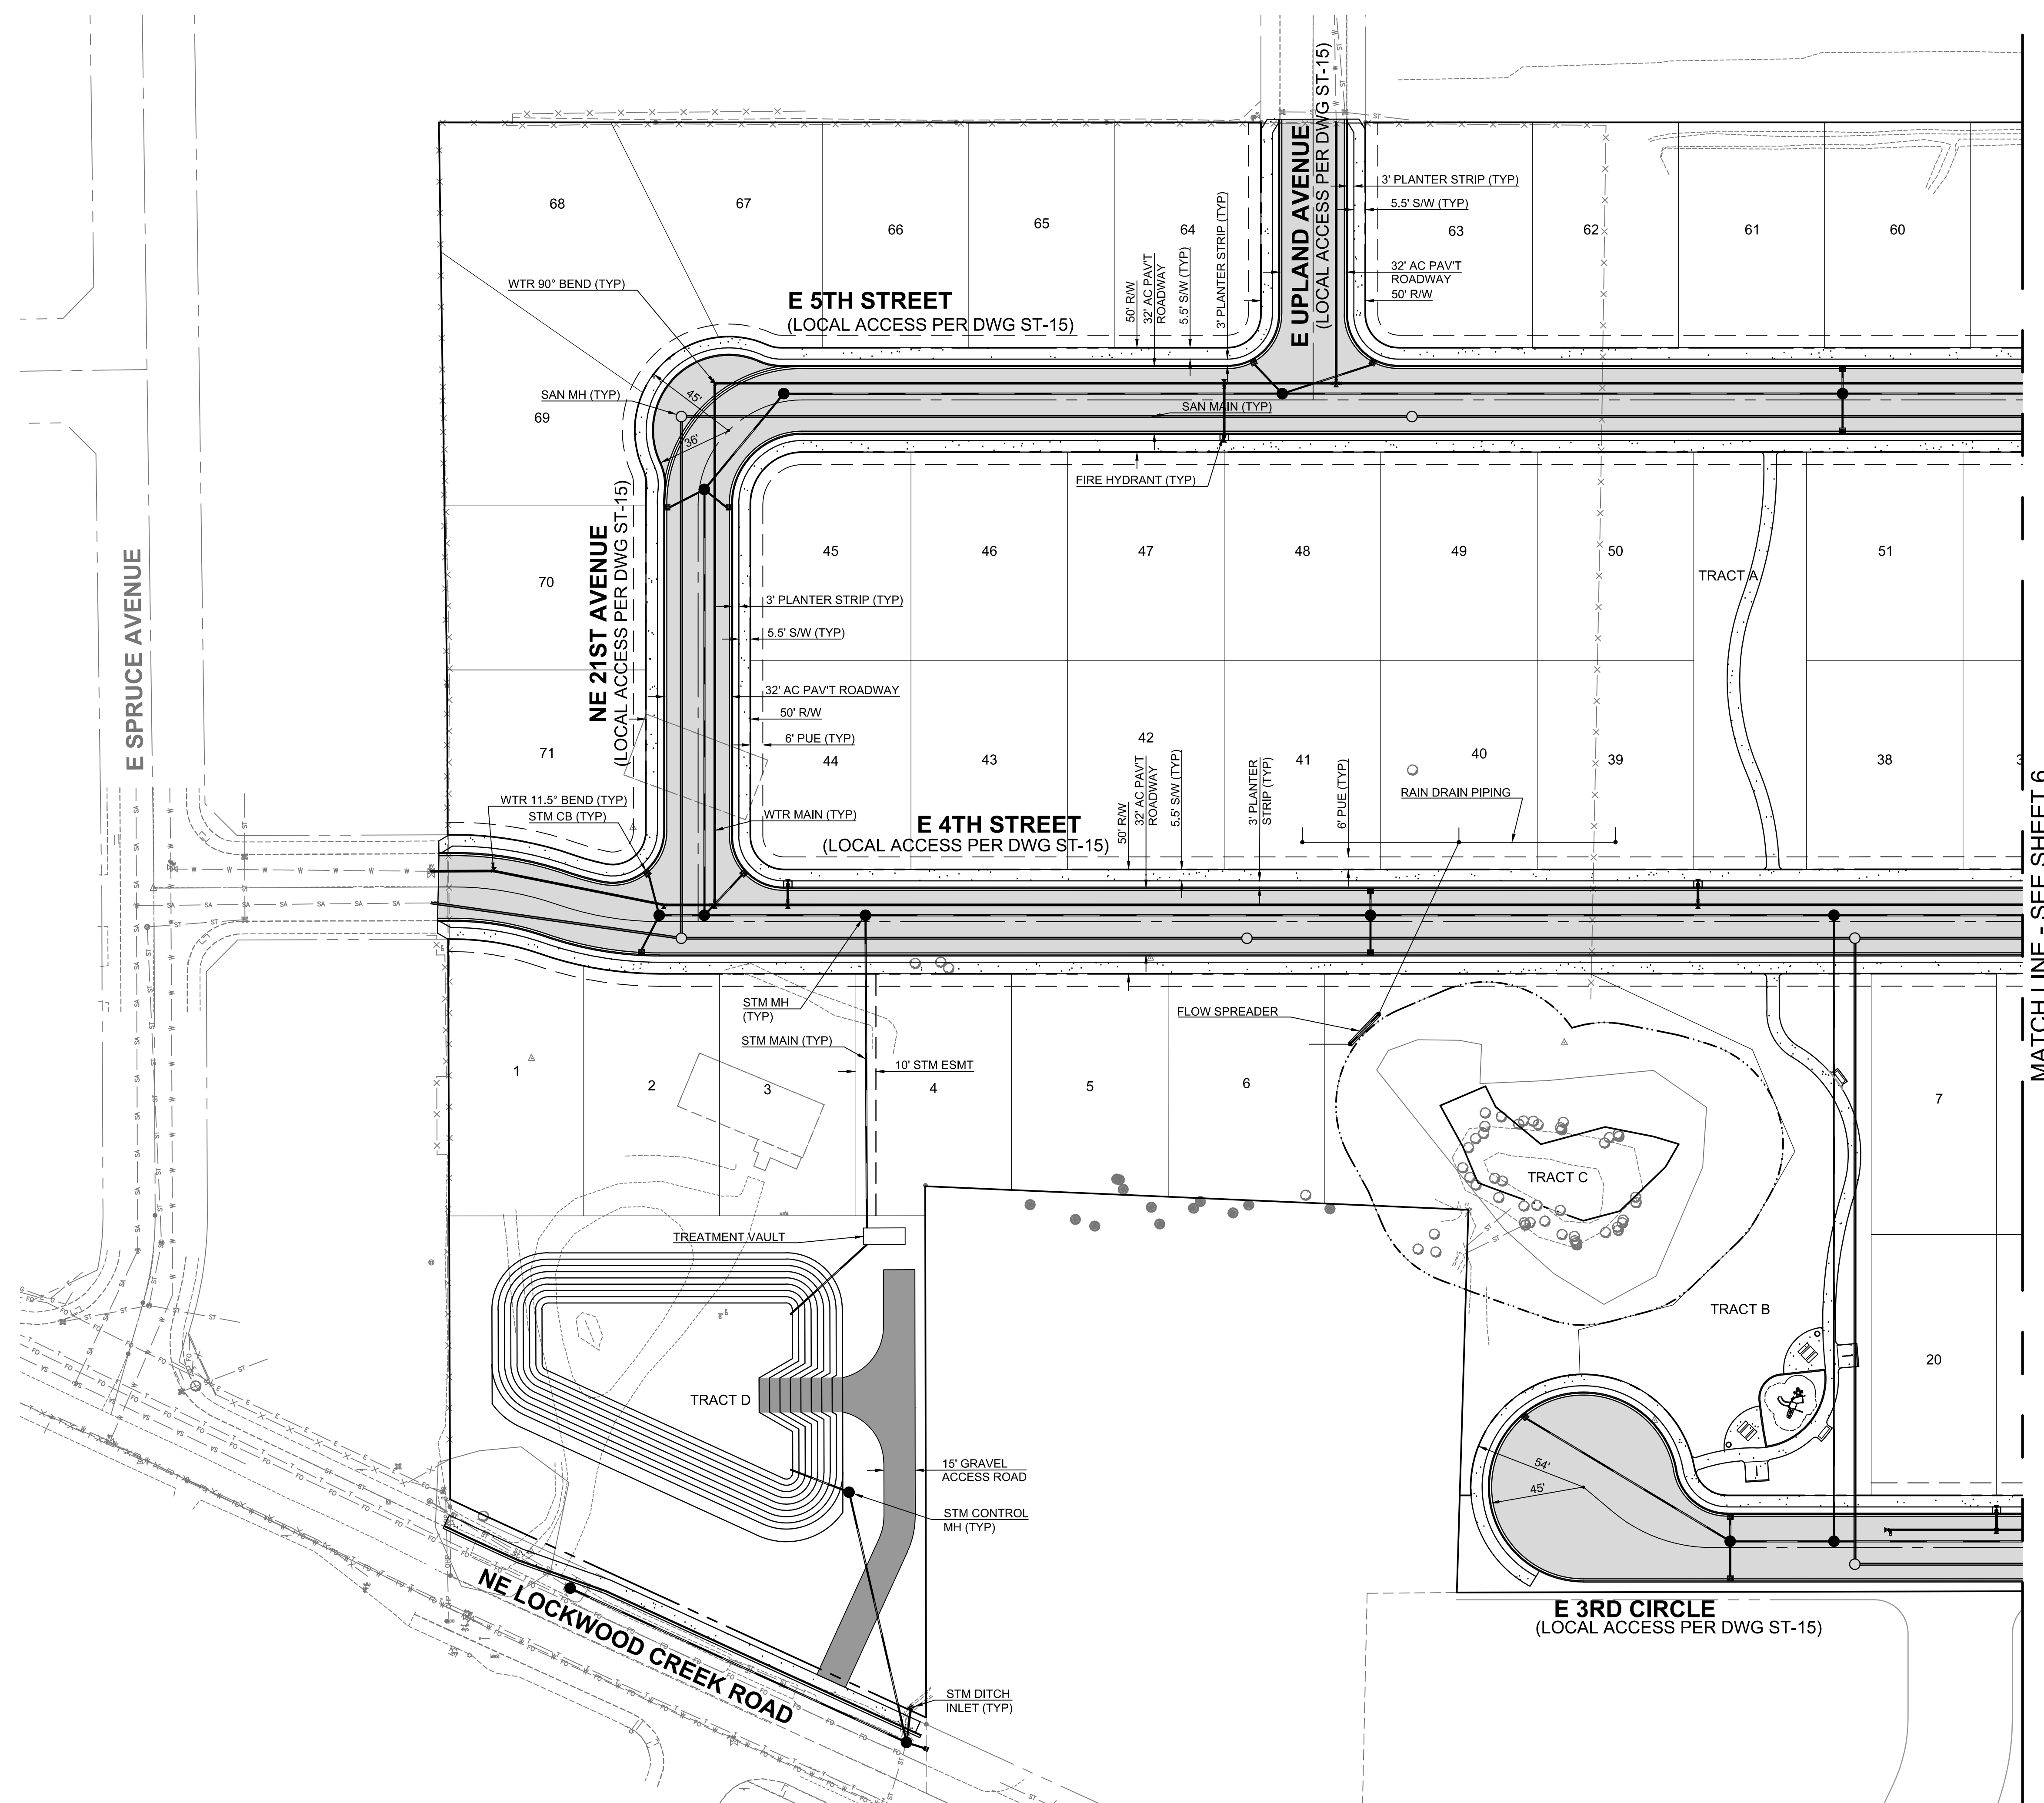 E UPLAND AVENUE
(LOCAL ACCESS PER DWG ST-15)
68
67
66
65
64
63
62
61
60
3' PLANTER STRIP (TYP)
5.5' S/W (TYP)
32' AC PAV'T
ROADWAY
50' R/W
WTR 90° BEND (TYP)
E 5TH STREET
(LOCAL ACCESS PER DWG ST-15)
50' R/W
32' AC PAV'T
ROADWAY
5.5' S/W (TYP)
3' PLANTER STRIP (TYP)
SAN MH (TYP)
45'
36'
SAN MAIN (TYP)
69
FIRE HYDRANT (TYP)
E SPRUCE AVENUE
NE 21ST AVENUE
(LOCAL ACCESS PER DWG ST-15)
45
46
47
48
49
50
51
70
TRACT A
3' PLANTER STRIP (TYP)
5.5' S/W (TYP)
32' AC PAV'T ROADWAY
50' R/W
6' PUE (TYP)
71
44
43
42
41
40
39
38
WTR 11.5° BEND (TYP)
STM CB (TYP)
WTR MAIN (TYP)
E 4TH STREET
(LOCAL ACCESS PER DWG ST-15)
50' R/W
32' AC PAV'T
ROADWAY
5.5' S/W (TYP)
3' PLANTER
STRIP (TYP)
6' PUE (TYP)
RAIN DRAIN PIPING
MATCH LINE - SEE SHEET 6
STM MH
(TYP)
STM MAIN (TYP)
10' STM ESMT
FLOW SPREADER
1
2
3
4
5
6
7
TRACT C
TREATMENT VAULT
TRACT B
20
TRACT D
15' GRAVEL
ACCESS ROAD
STM CONTROL
MH (TYP)
54'
45'
NE LOCKWOOD CREEK ROAD
E 3RD CIRCLE
(LOCAL ACCESS PER DWG ST-15)
STM DITCH
INLET (TYP)